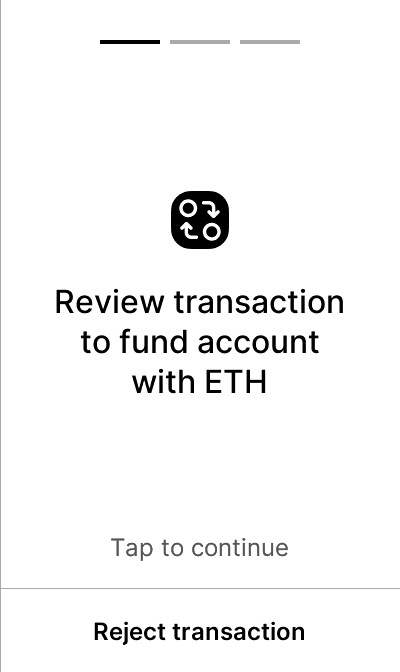 Review transaction
to fund account
with ETH
Tap to continue
Reject transaction